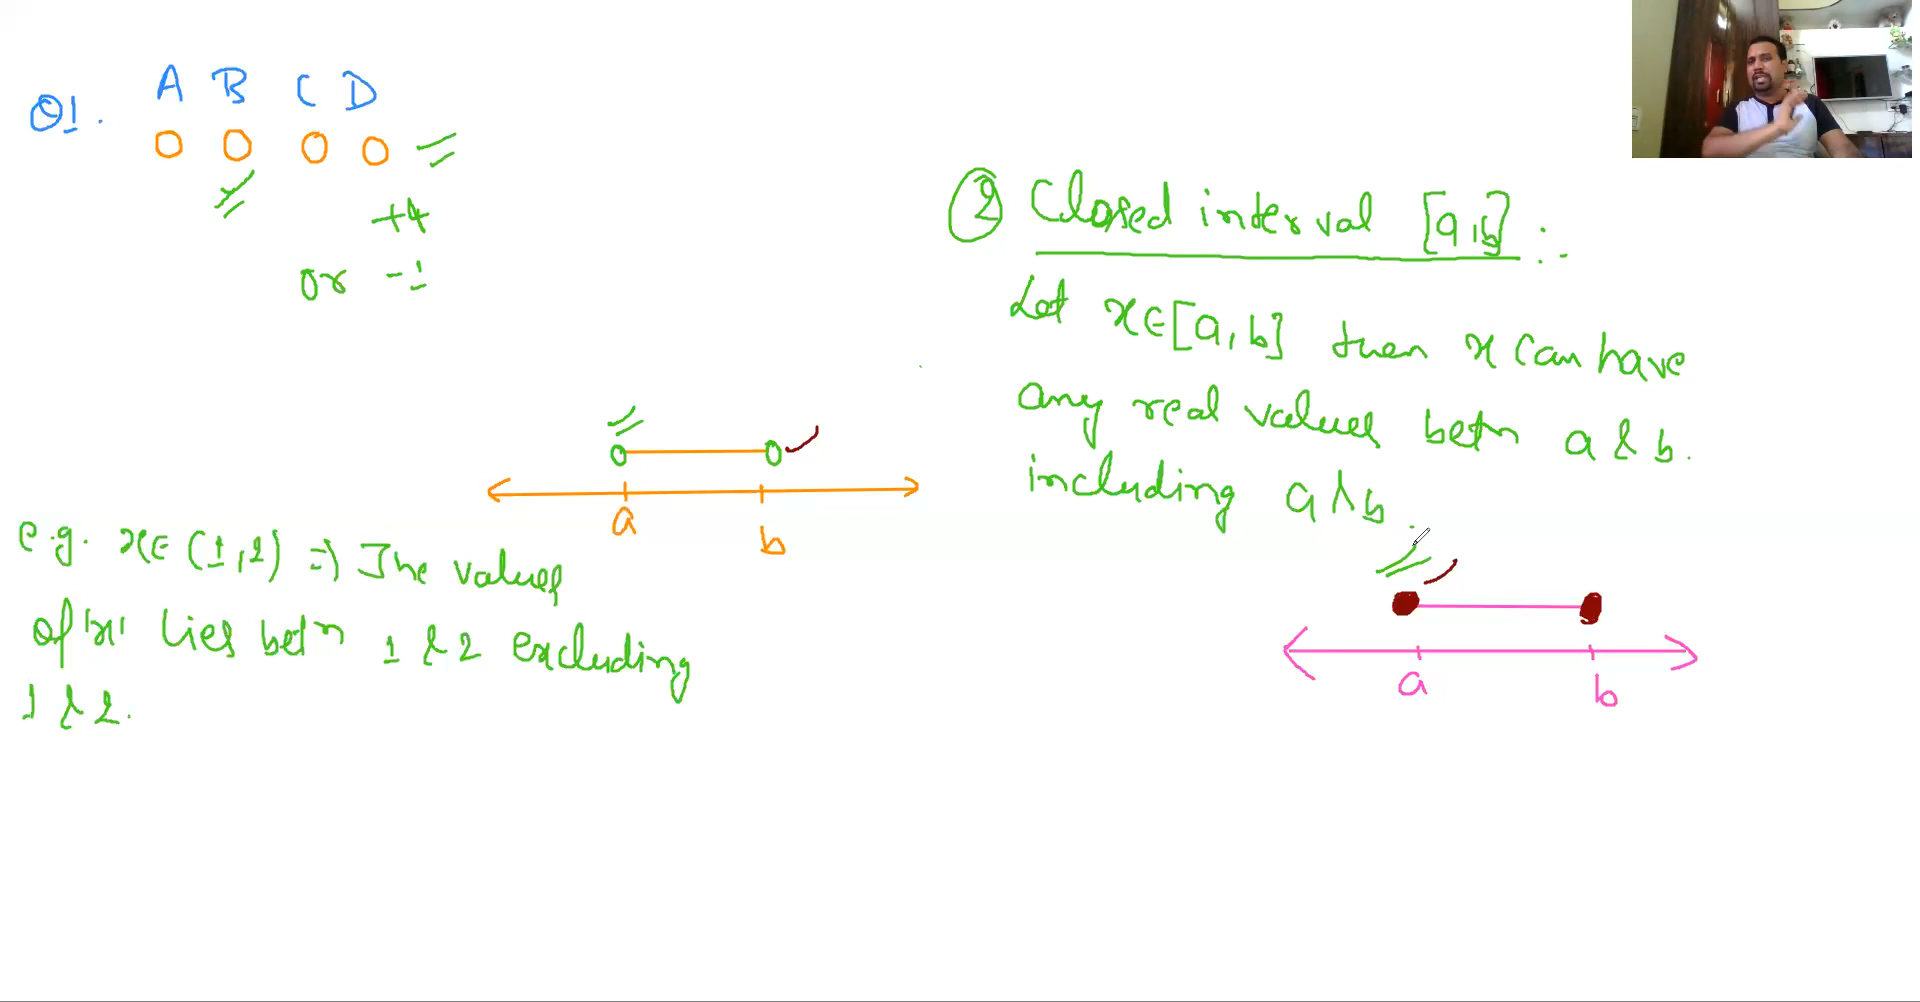 Q1.
A B C D
+4
or -1
a
b
e.g. x∈(1,2) ⇒ The values
of 'x' lies betn 1 & 2 excluding
1 & 2.
② Closed interval [a,b] :-
Let x∈[a,b] then x can have
any real values betn a & b.
including a & b.
a
b